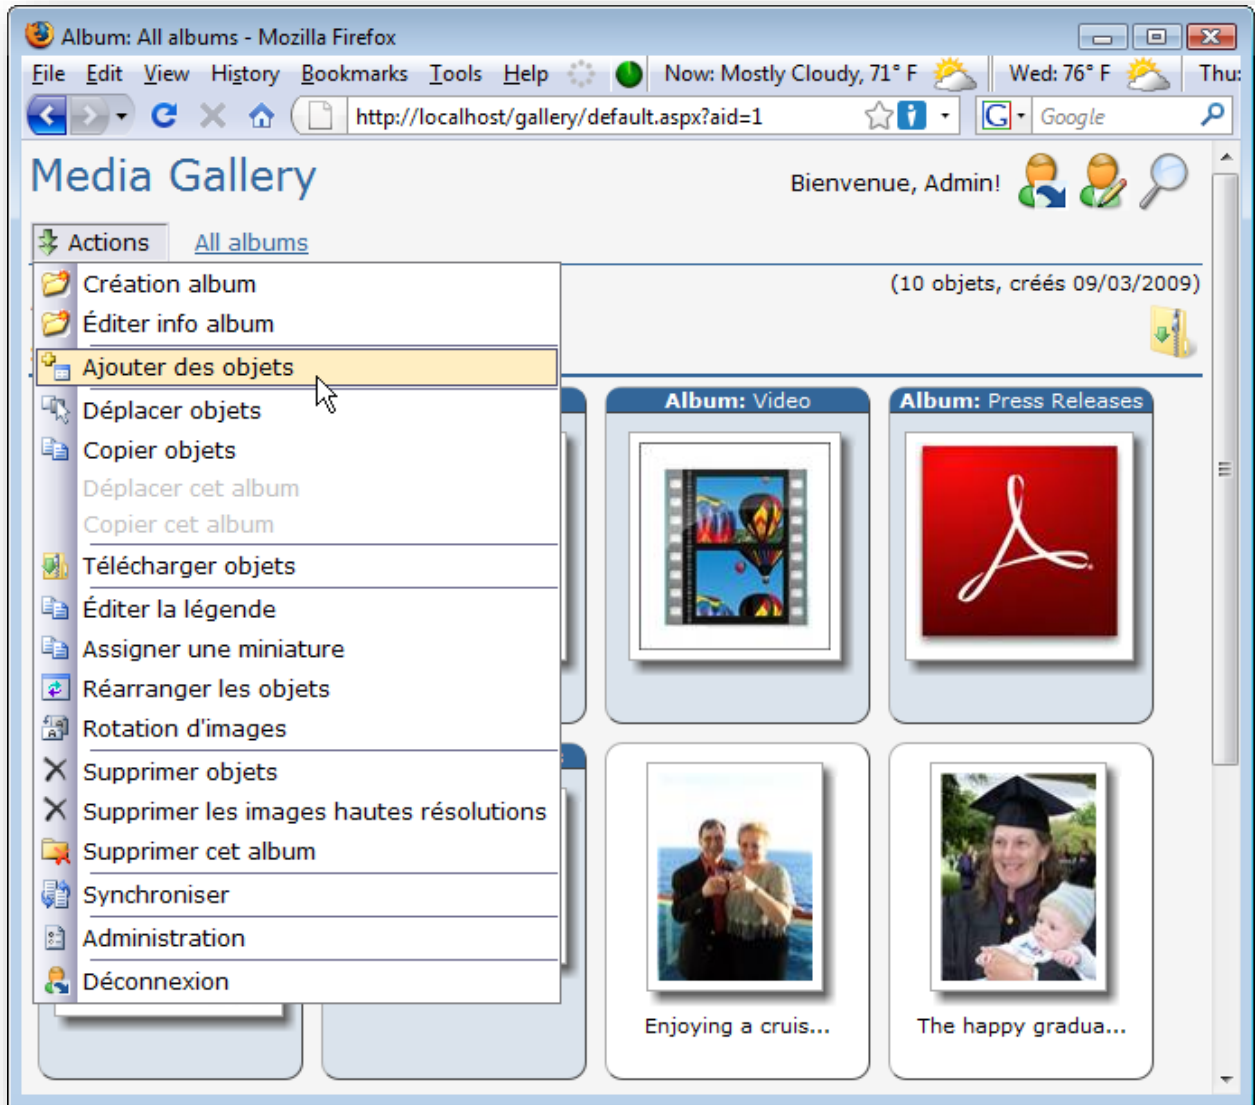 Album: All albums - Mozilla Firefox
File Edit View History Bookmarks Tools Help Now: Mostly Cloudy, 71° F Wed: 76° F Thu:
http://localhost/gallery/default.aspx?aid=1 G Google
Media Gallery
Bienvenue, Admin!
Actions All albums
(10 objets, créés 09/03/2009)
Création album
Éditer info album
Ajouter des objets
Déplacer objets
Copier objets
Déplacer cet album
Copier cet album
Télécharger objets
Éditer la légende
Assigner une miniature
Réarranger les objets
Rotation d'images
Supprimer objets
Supprimer les images hautes résolutions
Supprimer cet album
Synchroniser
Administration
Déconnexion
Album: Video
Album: Press Releases
Enjoying a cruis...
The happy gradua...